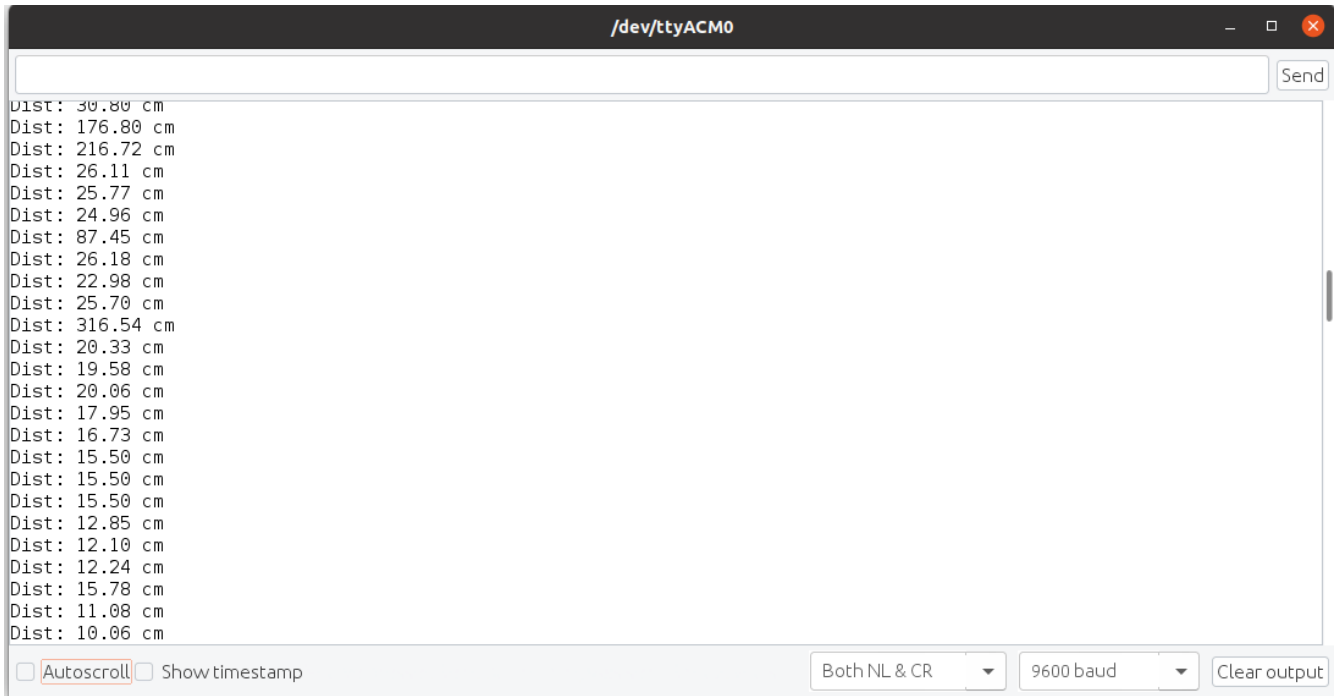 /dev/ttyACM0
Send
Dist: 30.80 cm
Dist: 176.80 cm
Dist: 216.72 cm
Dist: 26.11 cm
Dist: 25.77 cm
Dist: 24.96 cm
Dist: 87.45 cm
Dist: 26.18 cm
Dist: 22.98 cm
Dist: 25.70 cm
Dist: 316.54 cm
Dist: 20.33 cm
Dist: 19.58 cm
Dist: 20.06 cm
Dist: 17.95 cm
Dist: 16.73 cm
Dist: 15.50 cm
Dist: 15.50 cm
Dist: 15.50 cm
Dist: 12.85 cm
Dist: 12.10 cm
Dist: 12.24 cm
Dist: 15.78 cm
Dist: 11.08 cm
Dist: 10.06 cm
Autoscroll Show timestamp Both NL & CR 9600 baud Clear output